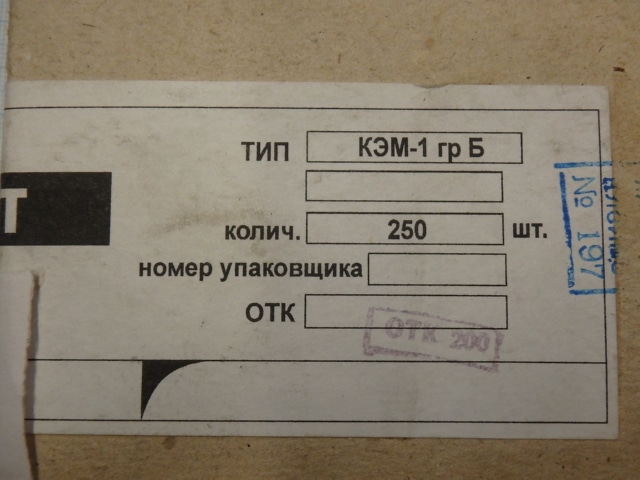 Т
ТИП КЭМ-1 гр Б
колич. 250 шт.
номер упаковщика
ОТК
ОТК 200
№ 197